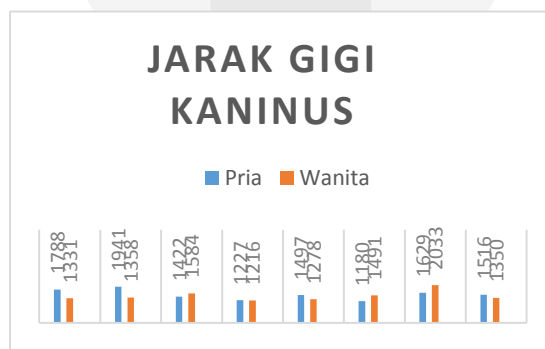 JARAK GIGI
KANINUS
Pria Wanita
1788 1331 1941 1358 1422 1584 1227 1216 1497 1278 1180 1491 1629 2033 1516 1350